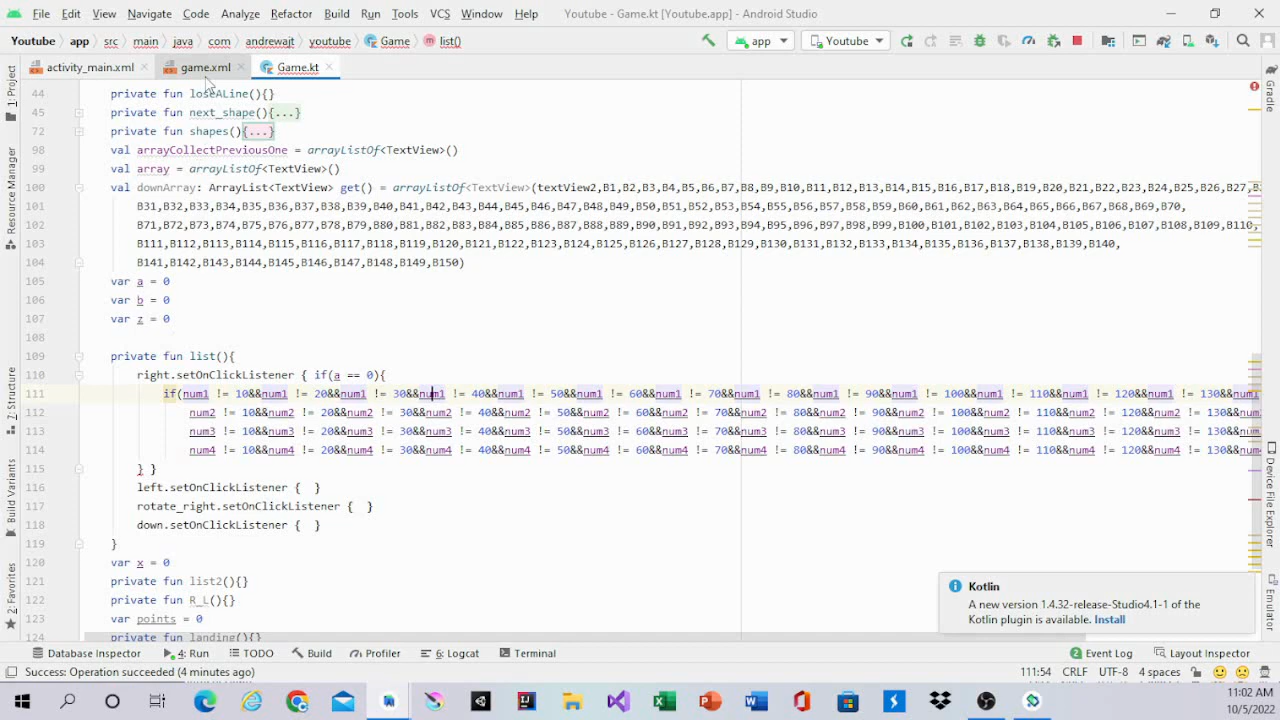 File Edit View Navigate Code Analyze Refactor Build Run Tools VCS Window Help Youtube - Game.kt [Youtube.app] - Android Studio
Youtube app src main java com andrewajt youtube Game list() app Youtube
activity_main.xml game.xml Game.kt
1: Project
Resource Manager
2: Structure
Build Variants
2: Favorites
Gradle
Device File Explorer
Emulator
44 private fun loseALine(){}
45 private fun next_shape(){...}
72 private fun shapes(){...}
98 val arrayCollectPreviousOne = arrayListOf<TextView>()
99 val array = arrayListOf<TextView>()
100 val downArray: ArrayList<TextView> get() = arrayListOf<TextView>(textView2,B1,B2,B3,B4,B5,B6,B7,B8,B9,B10,B11,B12,B13,B14,B15,B16,B17,B18,B19,B20,B21,B22,B23,B24,B25,B26,B27,B
101 B31,B32,B33,B34,B35,B36,B37,B38,B39,B40,B41,B42,B43,B44,B45,B46,B47,B48,B49,B50,B51,B52,B53,B54,B55,B56,B57,B58,B59,B60,B61,B62,B63,B64,B65,B66,B67,B68,B69,B70,
102 B71,B72,B73,B74,B75,B76,B77,B78,B79,B80,B81,B82,B83,B84,B85,B86,B87,B88,B89,B90,B91,B92,B93,B94,B95,B96,B97,B98,B99,B100,B101,B102,B103,B104,B105,B106,B107,B108,B109,B110,
103 B111,B112,B113,B114,B115,B116,B117,B118,B119,B120,B121,B122,B123,B124,B125,B126,B127,B128,B129,B130,B131,B132,B133,B134,B135,B136,B137,B138,B139,B140,
104 B141,B142,B143,B144,B145,B146,B147,B148,B149,B150)
105 var a = 0
106 var b = 0
107 var z = 0
108
109 private fun list(){
110 right.setOnClickListener { if(a == 0){
111 if(num1 != 10&&num1 != 20&&num1 != 30&&num1 != 40&&num1 != 50&&num1 != 60&&num1 != 70&&num1 != 80&&num1 != 90&&num1 != 100&&num1 != 110&&num1 != 120&&num1 != 130&&num1
112 num2 != 10&&num2 != 20&&num2 != 30&&num2 != 40&&num2 != 50&&num2 != 60&&num2 != 70&&num2 != 80&&num2 != 90&&num2 != 100&&num2 != 110&&num2 != 120&&num2 != 130&&num2
113 num3 != 10&&num3 != 20&&num3 != 30&&num3 != 40&&num3 != 50&&num3 != 60&&num3 != 70&&num3 != 80&&num3 != 90&&num3 != 100&&num3 != 110&&num3 != 120&&num3 != 130&&num3
114 num4 != 10&&num4 != 20&&num4 != 30&&num4 != 40&&num4 != 50&&num4 != 60&&num4 != 70&&num4 != 80&&num4 != 90&&num4 != 100&&num4 != 110&&num4 != 120&&num4 != 130&&num4
115 } }
116 left.setOnClickListener { }
117 rotate_right.setOnClickListener { }
118 down.setOnClickListener { }
119 }
120 var x = 0
121 private fun list2(){}
122 private fun R_L(){}
123 var points = 0
124 private fun landing(){}
Kotlin
A new version 1.4.32-release-Studio4.1-1 of the
Kotlin plugin is available. Install
Database Inspector 4: Run TODO Build Profiler 6: Logcat Terminal 2 Event Log Layout Inspector
Success: Operation succeeded (4 minutes ago) 111:54 CRLF UTF-8 4 spaces
11:02 AM
10/5/2022